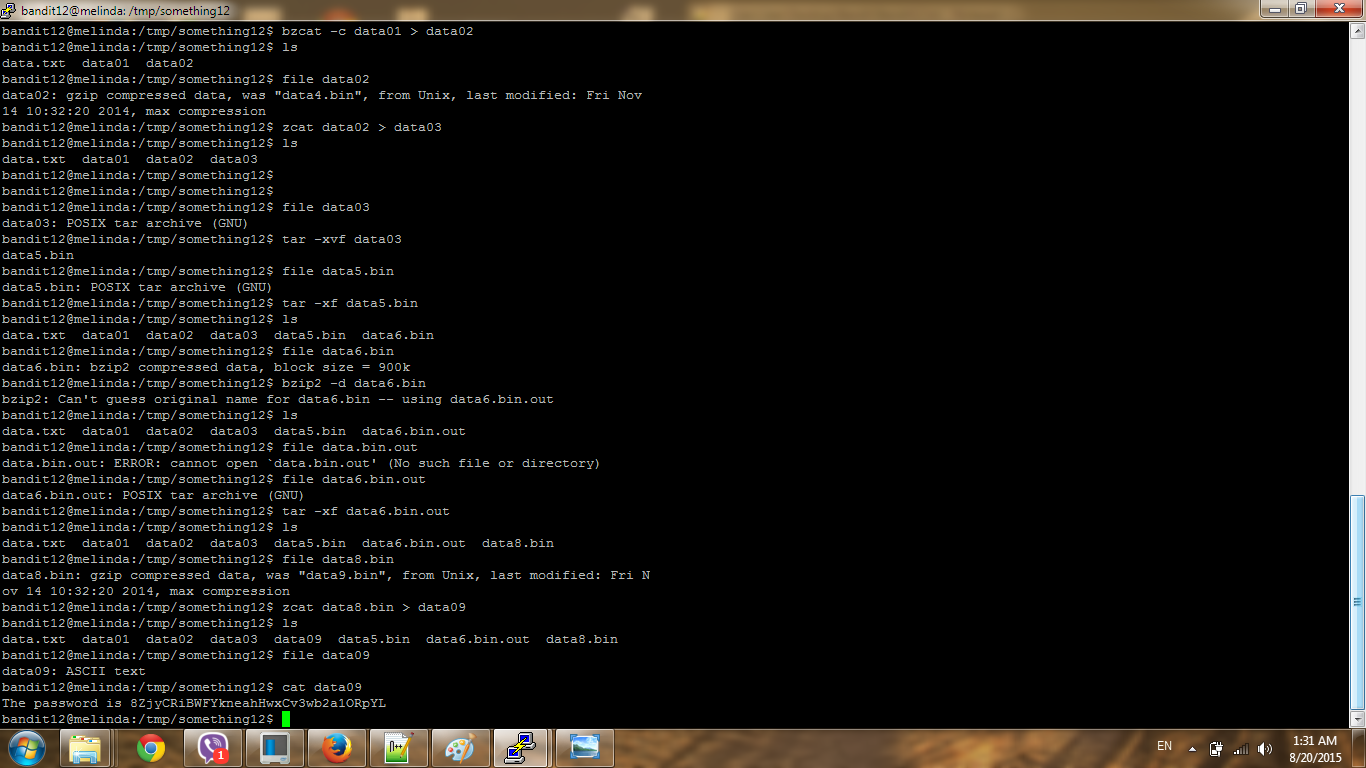 bandit12@melinda: /tmp/something12
bandit12@melinda:/tmp/something12$ bzcat -c data01 > data02
bandit12@melinda:/tmp/something12$ ls
data.txt  data01  data02
bandit12@melinda:/tmp/something12$ file data02
data02: gzip compressed data, was "data4.bin", from Unix, last modified: Fri Nov
14 10:32:20 2014, max compression
bandit12@melinda:/tmp/something12$ zcat data02 > data03
bandit12@melinda:/tmp/something12$ ls
data.txt  data01  data02  data03
bandit12@melinda:/tmp/something12$
bandit12@melinda:/tmp/something12$
bandit12@melinda:/tmp/something12$ file data03
data03: POSIX tar archive (GNU)
bandit12@melinda:/tmp/something12$ tar -xvf data03
data5.bin
bandit12@melinda:/tmp/something12$ file data5.bin
data5.bin: POSIX tar archive (GNU)
bandit12@melinda:/tmp/something12$ tar -xf data5.bin
bandit12@melinda:/tmp/something12$ ls
data.txt  data01  data02  data03  data5.bin  data6.bin
bandit12@melinda:/tmp/something12$ file data6.bin
data6.bin: bzip2 compressed data, block size = 900k
bandit12@melinda:/tmp/something12$ bzip2 -d data6.bin
bzip2: Can't guess original name for data6.bin -- using data6.bin.out
bandit12@melinda:/tmp/something12$ ls
data.txt  data01  data02  data03  data5.bin  data6.bin.out
bandit12@melinda:/tmp/something12$ file data.bin.out
data.bin.out: ERROR: cannot open `data.bin.out' (No such file or directory)
bandit12@melinda:/tmp/something12$ file data6.bin.out
data6.bin.out: POSIX tar archive (GNU)
bandit12@melinda:/tmp/something12$ tar -xf data6.bin.out
bandit12@melinda:/tmp/something12$ ls
data.txt  data01  data02  data03  data5.bin  data6.bin.out  data8.bin
bandit12@melinda:/tmp/something12$ file data8.bin
data8.bin: gzip compressed data, was "data9.bin", from Unix, last modified: Fri N
ov 14 10:32:20 2014, max compression
bandit12@melinda:/tmp/something12$ zcat data8.bin > data09
bandit12@melinda:/tmp/something12$ ls
data.txt  data01  data02  data03  data09  data5.bin  data6.bin.out  data8.bin
bandit12@melinda:/tmp/something12$ file data09
data09: ASCII text
bandit12@melinda:/tmp/something12$ cat data09
The password is 8ZjyCRiBWFYkneahHwxCv3wb2a1ORpYL
bandit12@melinda:/tmp/something12$
1
EN
1:31 AM
8/20/2015